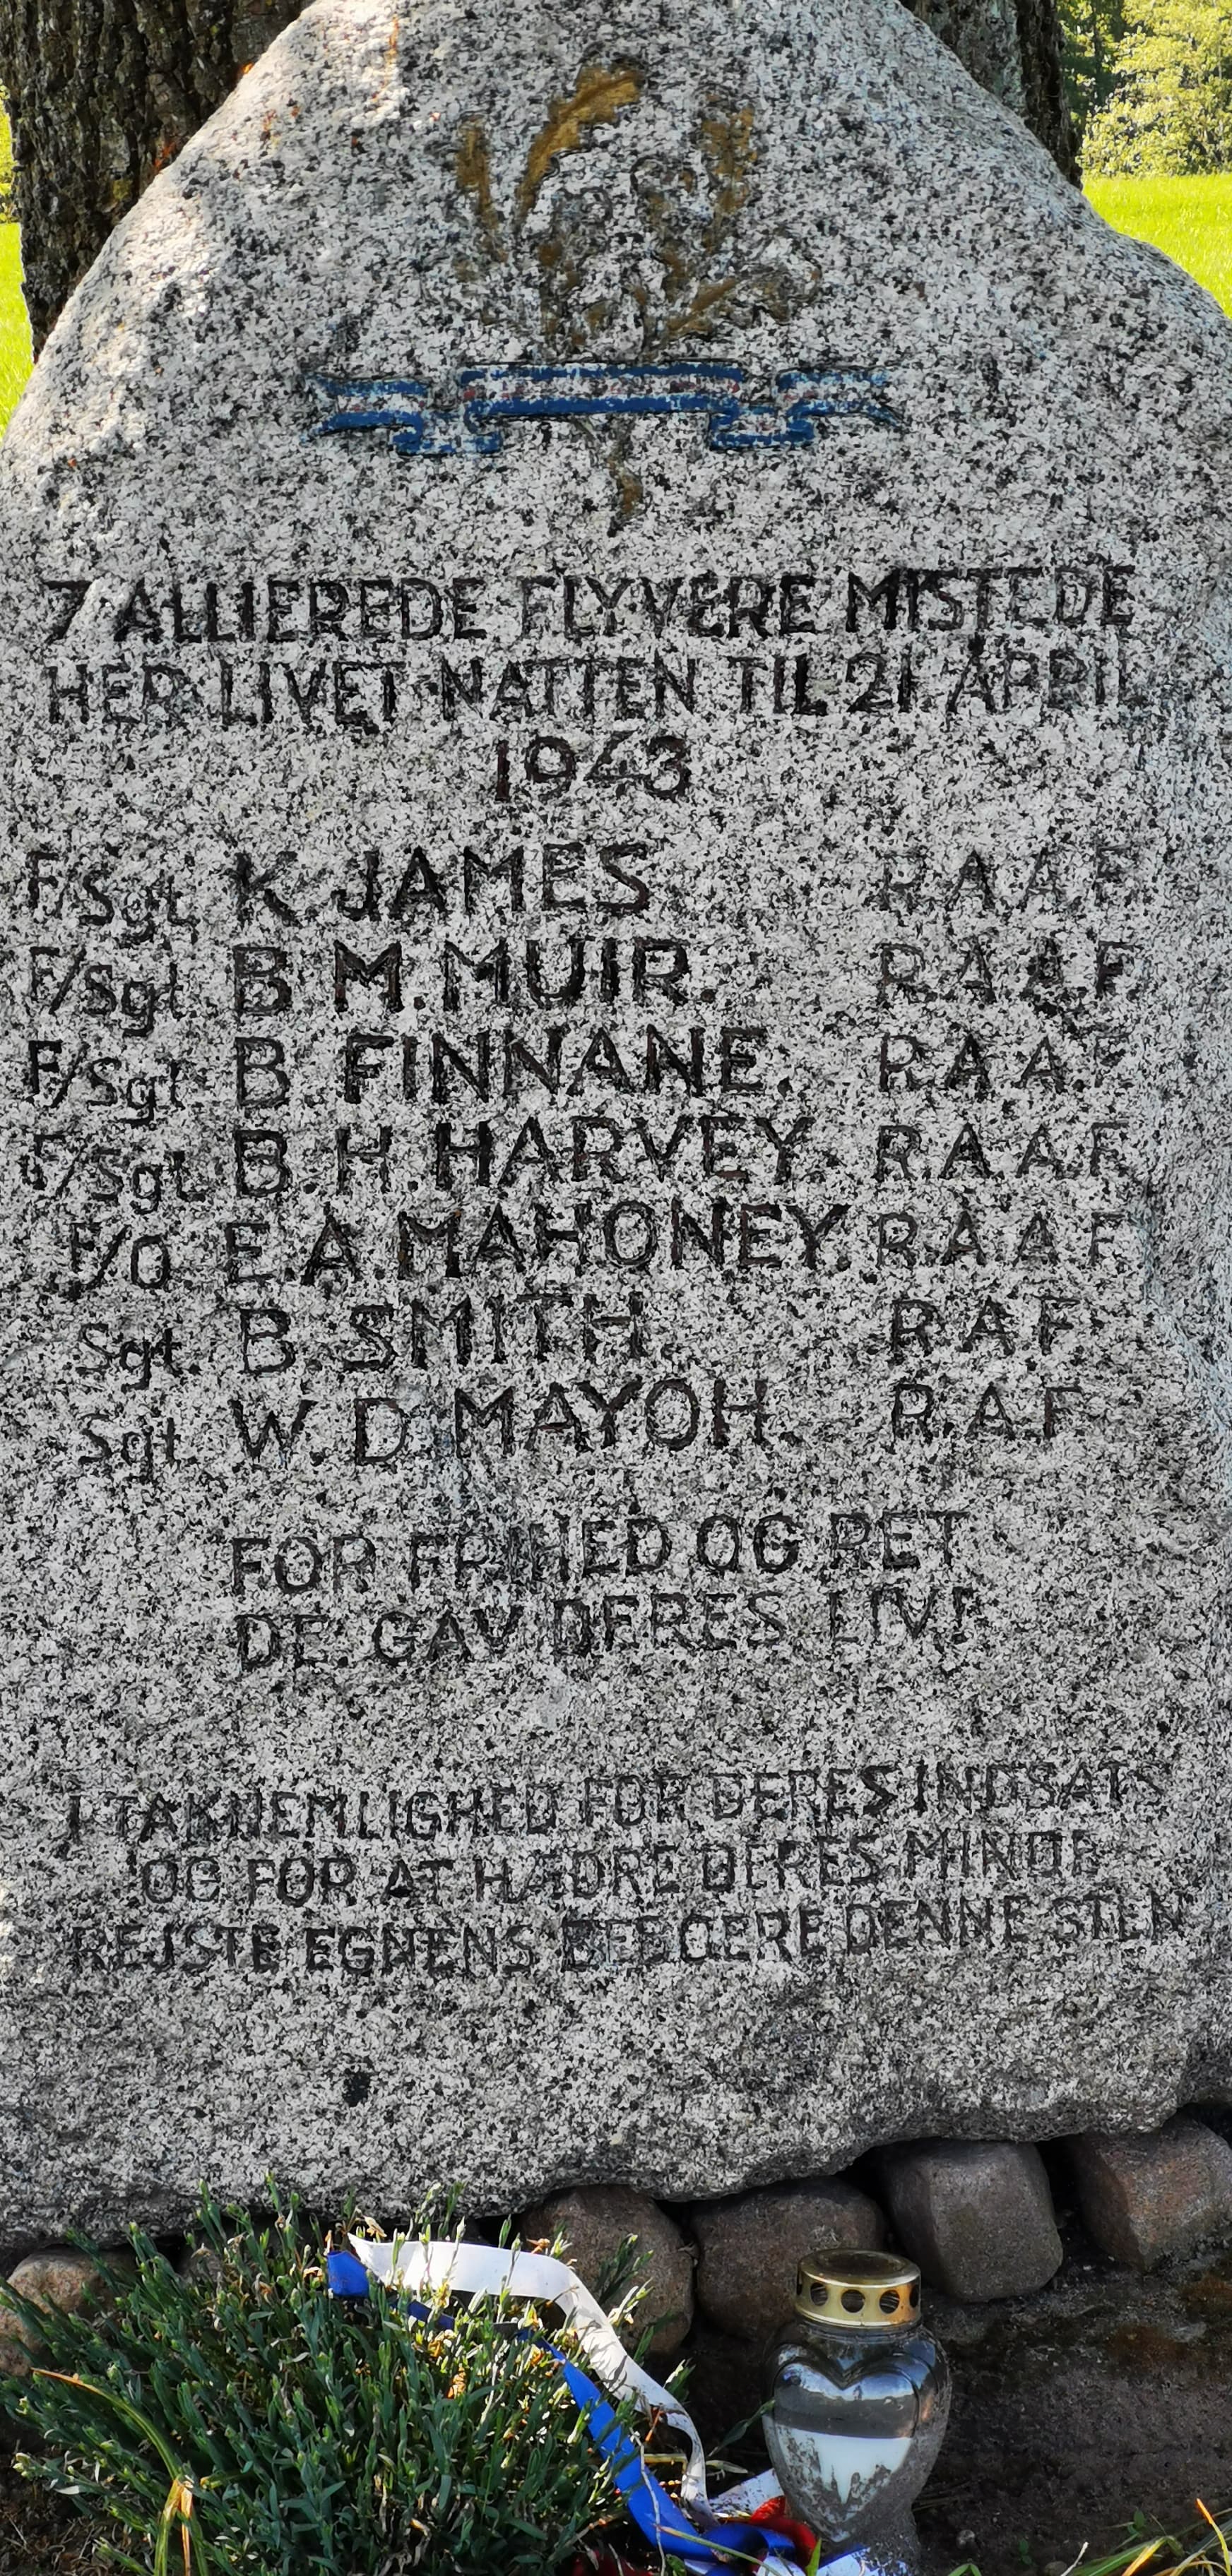 7 ALLIEREDE FLYVERE MISTEDE
HER LIVET NATTEN TIL 21 APRIL
1943
F/Sgt. K JAMES R.A.A.F.
F/Sgt. B.M.MUIR. R.A.A.F.
F/Sgt. B. FINNANE. R.A.A.F.
F/Sgt. B.H.HARVEY. R.A.A.F.
F/O E.A MAHONEY. R.A.A.F.
Sgt. B. SMITH. R.A.F.
Sgt. W.D.MAYOH. R.A.F.
FOR FRIHED OG RET
DE GAV DERES LIV!
I TAKNEMLIGHED FOR DERES INDSATS
OG FOR AT HÆDRE DERES MINDE
REJSTE EGNENS BEBOERE DENNE STEN